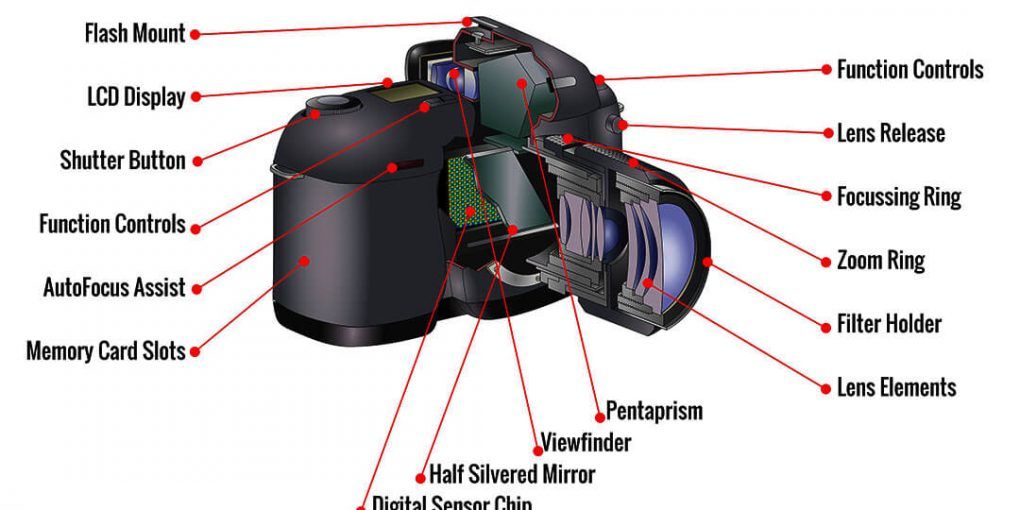 Flash Mount
LCD Display
Shutter Button
Function Controls
AutoFocus Assist
Memory Card Slots
Function Controls
Lens Release
Focussing Ring
Zoom Ring
Filter Holder
Lens Elements
Pentaprism
Viewfinder
Half Silvered Mirror
Digital Sensor Chip